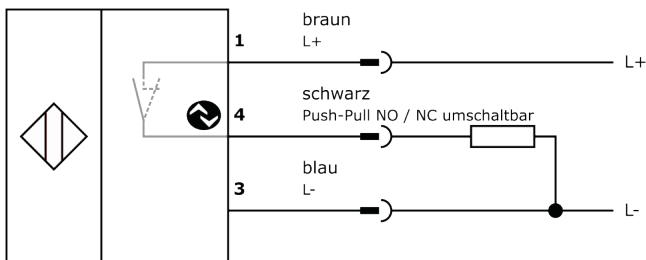 braun
1 L+
L+
schwarz
4 Push-Pull NO / NC umschaltbar
blau
3 L-
L-